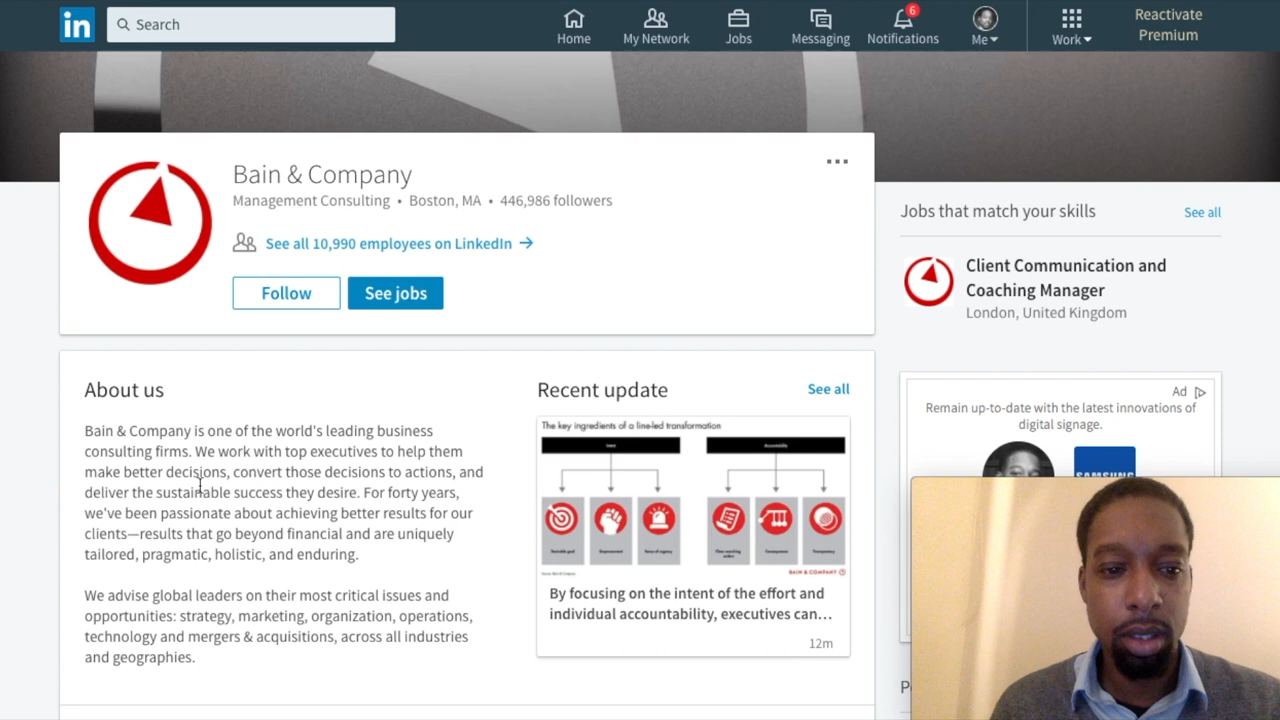 in
Search
Home
My Network
Jobs
Messaging
6
Notifications
Me
Work
Reactivate
Premium
Bain & Company
Management Consulting • Boston, MA • 446,986 followers
See all 10,990 employees on LinkedIn →
Follow
See jobs
Jobs that match your skills
See all
Client Communication and
Coaching Manager
London, United Kingdom
Ad
Remain up-to-date with the latest innovations of
digital signage.
SAMSUNG
About us
Bain & Company is one of the world's leading business
consulting firms. We work with top executives to help them
make better decisions, convert those decisions to actions, and
deliver the sustainable success they desire. For forty years,
we've been passionate about achieving better results for our
clients—results that go beyond financial and are uniquely
tailored, pragmatic, holistic, and enduring.
We advise global leaders on their most critical issues and
opportunities: strategy, marketing, organization, operations,
technology and mergers & acquisitions, across all industries
and geographies.
Recent update
See all
The key ingredients of a line-led transformation
Intent
Accountability
BAIN & COMPANY
By focusing on the intent of the effort and
individual accountability, executives can…
12m